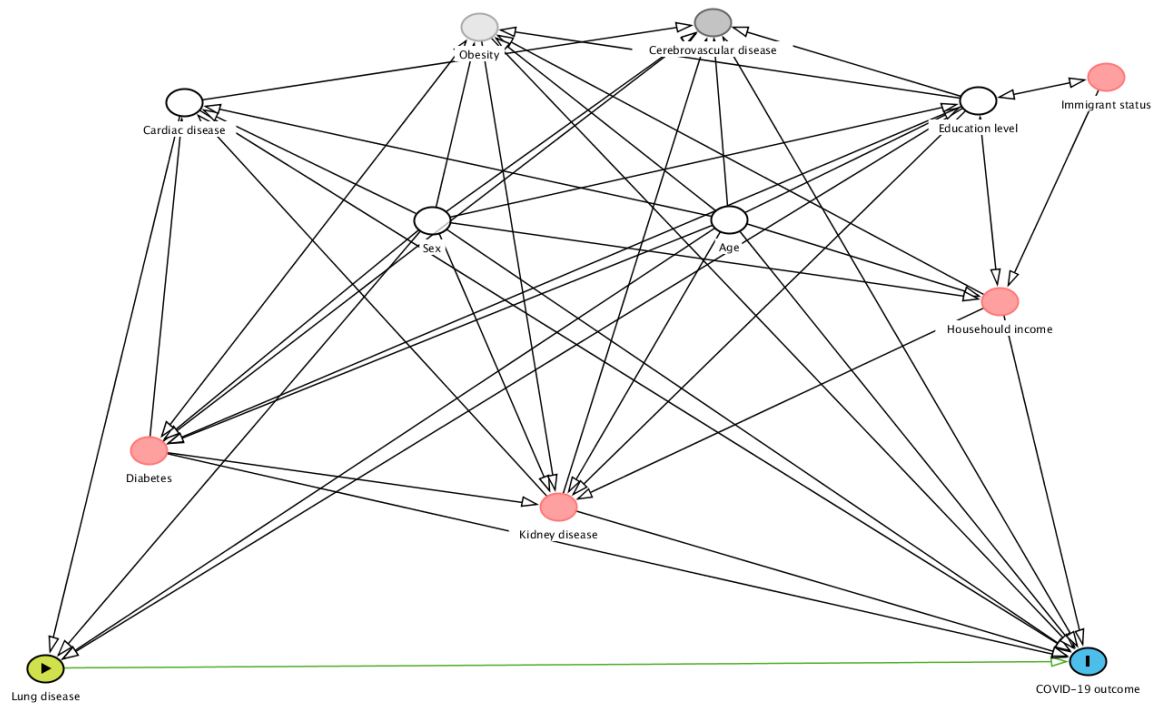 Obesity
Cerebrovascular disease
Immigrant status
Cardiac disease
Education level
Sex
Age
Househould income
Diabetes
Kidney disease
Lung disease
COVID-19 outcome